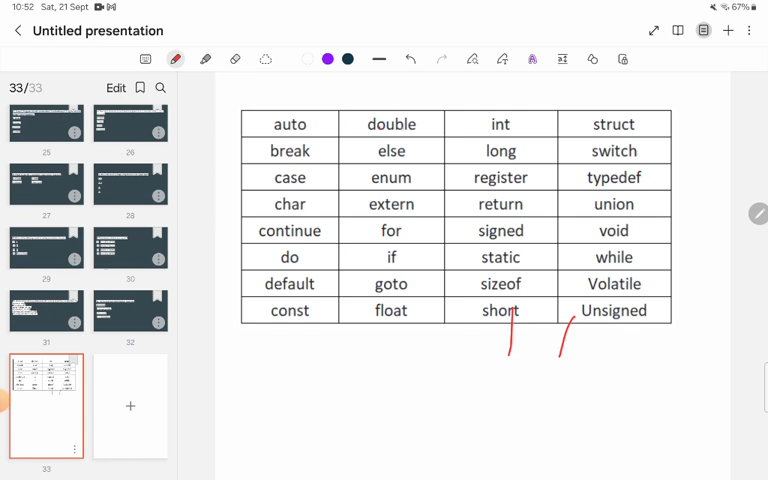 10:52 Sat, 21 Sept 67%
Untitled presentation
33/33 Edit
25 26
27 28
29 30
31 32
33
auto double int struct
break else long switch
case enum register typedef
char extern return union
continue for signed void
do if static while
default goto sizeof Volatile
const float short Unsigned